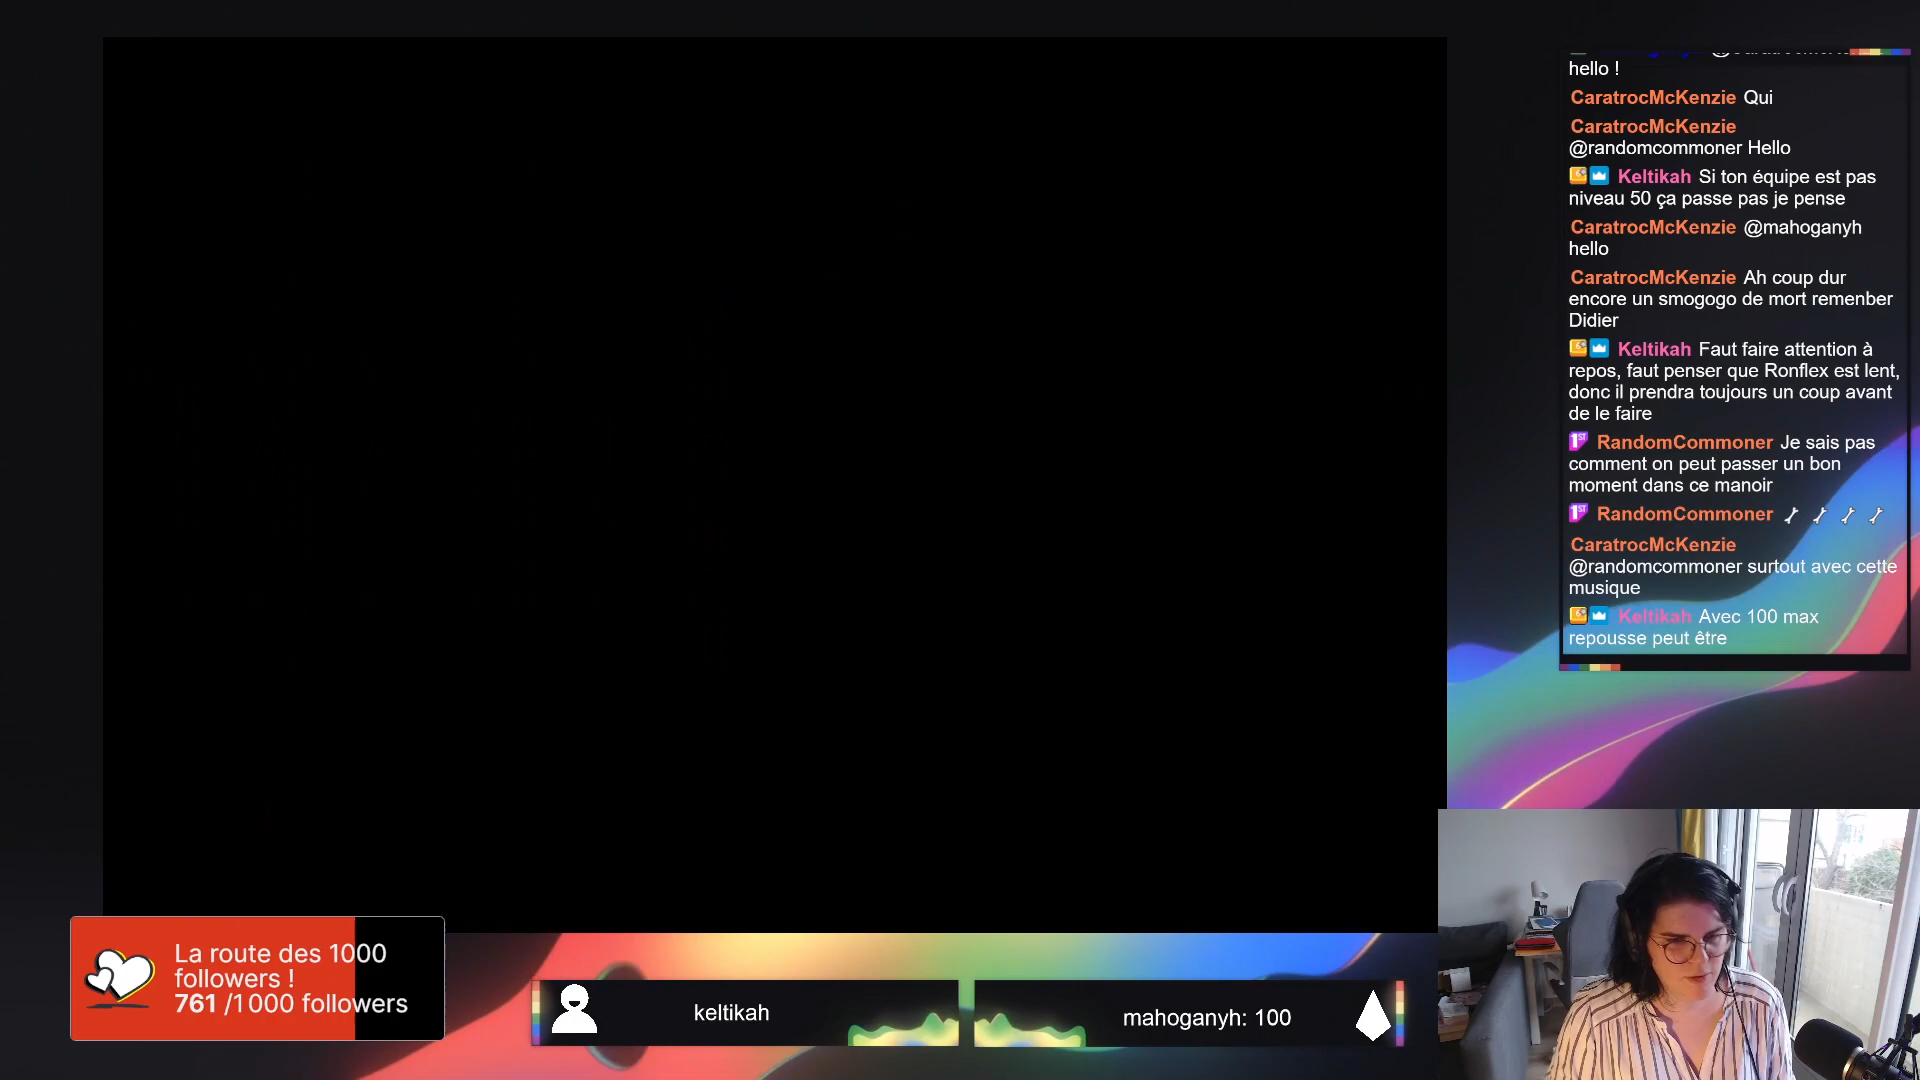 hello !
CaratrocMcKenzie Qui
CaratrocMcKenzie
@randomcommoner Hello
Keltikah Si ton équipe est pas
niveau 50 ça passe pas je pense
CaratrocMcKenzie @mahoganyh
hello
CaratrocMcKenzie Ah coup dur
encore un smogogo de mort remenber
Didier
Keltikah Faut faire attention à
repos, faut penser que Ronflex est lent,
donc il prendra toujours un coup avant
de le faire
1ST RandomCommoner Je sais pas
comment on peut passer un bon
moment dans ce manoir
1ST RandomCommoner
CaratrocMcKenzie
@randomcommoner surtout avec cette
musique
Keltikah Avec 100 max
repousse peut être
La route des 1000
followers !
761 /1 000 followers
keltikah
mahoganyh: 100